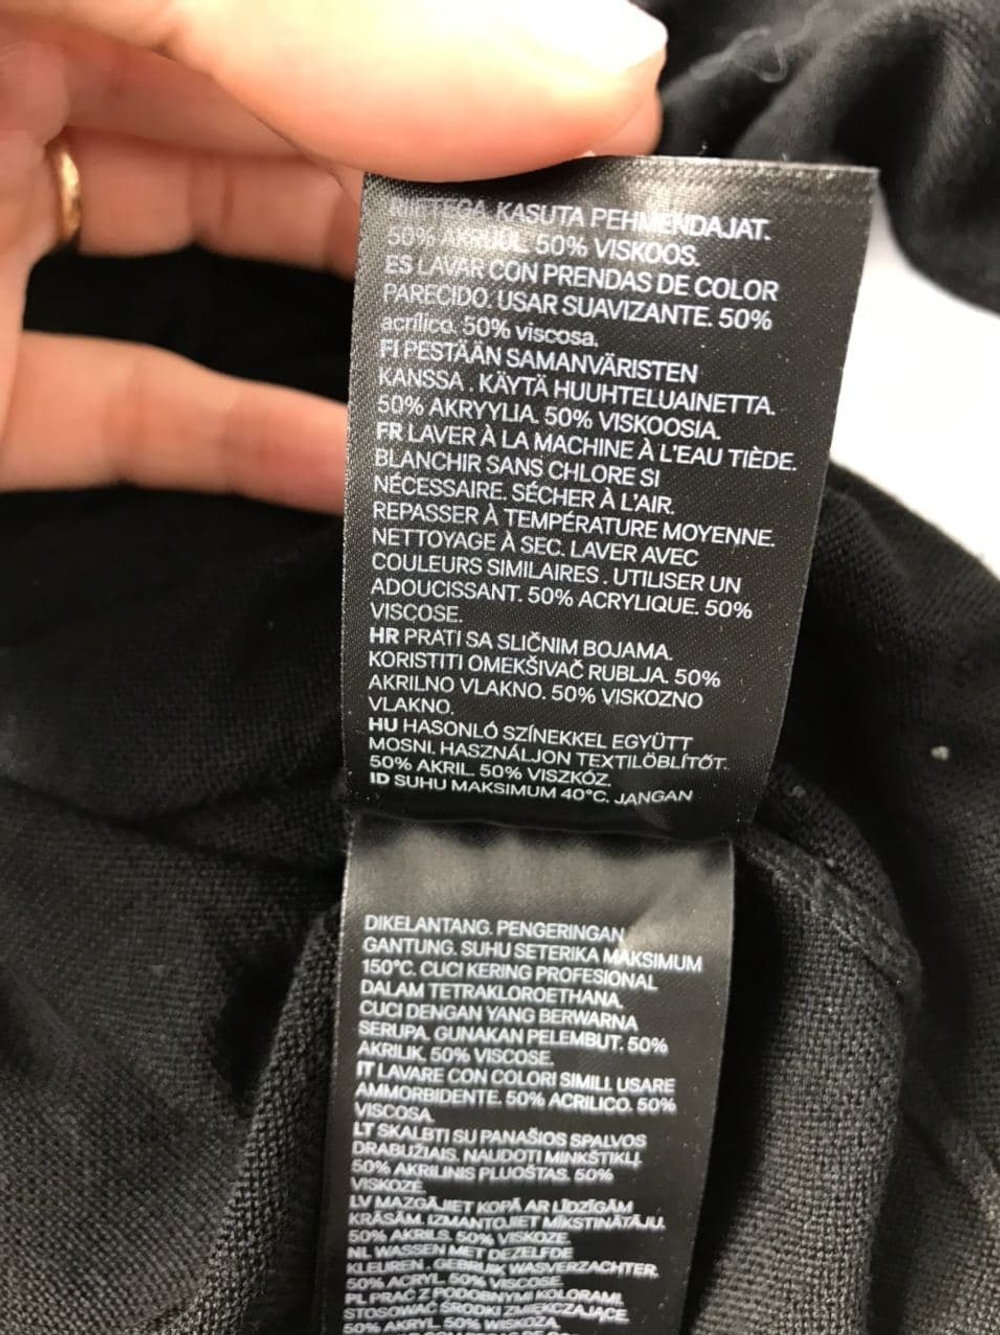 RIIETEGA. KASUTA PEHMENDAJAT.
50% AKRÜÜL. 50% VISKOOS.
ES LAVAR CON PRENDAS DE COLOR
PARECIDO. USAR SUAVIZANTE. 50%
acrílico. 50% viscosa.
FI PESTÄÄN SAMANVÄRISTEN
KANSSA . KÄYTÄ HUUHTELUAINETTA.
50% AKRYYLIA. 50% VISKOOSIA.
FR LAVER À LA MACHINE À L'EAU TIÈDE.
BLANCHIR SANS CHLORE SI
NÉCESSAIRE. SÉCHER À L'AIR.
REPASSER À TEMPÉRATURE MOYENNE.
NETTOYAGE À SEC. LAVER AVEC
COULEURS SIMILAIRES . UTILISER UN
ADOUCISSANT. 50% ACRYLIQUE. 50%
VISCOSE.
HR PRATI SA SLIČNIM BOJAMA.
KORISTITI OMEKŠIVAČ RUBLJA. 50%
AKRILNO VLAKNO. 50% VISKOZNO
VLAKNO.
HU HASONLÓ SZÍNEKKEL EGYÜTT
MOSNI. HASZNÁLJON TEXTILÖBLÍTŐT.
50% AKRIL. 50% VISZKÓZ.
ID SUHU MAKSIMUM 40°C. JANGAN
DIKELANTANG. PENGERINGAN
GANTUNG. SUHU SETERIKA MAKSIMUM
150°C. CUCI KERING PROFESIONAL
DALAM TETRAKLOROETHANA.
CUCI DENGAN YANG BERWARNA
SERUPA. GUNAKAN PELEMBUT. 50%
AKRILIK. 50% VISCOSE.
IT LAVARE CON COLORI SIMILI. USARE
AMMORBIDENTE. 50% ACRILICO. 50%
VISCOSA.
LT SKALBTI SU PANAŠIOS SPALVOS
DRABUŽIAIS. NAUDOTI MINKŠTIKLĮ.
50% AKRILINIS PLUOŠTAS. 50%
VISKOZĖ.
LV MAZGĀJIET KOPĀ AR LĪDZĪGĀM
KRĀSĀM. IZMANTOJIET MĪKSTINĀTĀJU.
50% AKRILS. 50% VISKOZE.
NL WASSEN MET DEZELFDE
KLEUREN . GEBRUIK WASVERZACHTER.
50% ACRYL. 50% VISCOSE.
PL PRAĆ Z PODOBNYMI KOLORAMI.
STOSOWAĆ ŚRODKI ZMIĘKCZAJĄCE.
50% AKRYL. 50% WISKOZA.